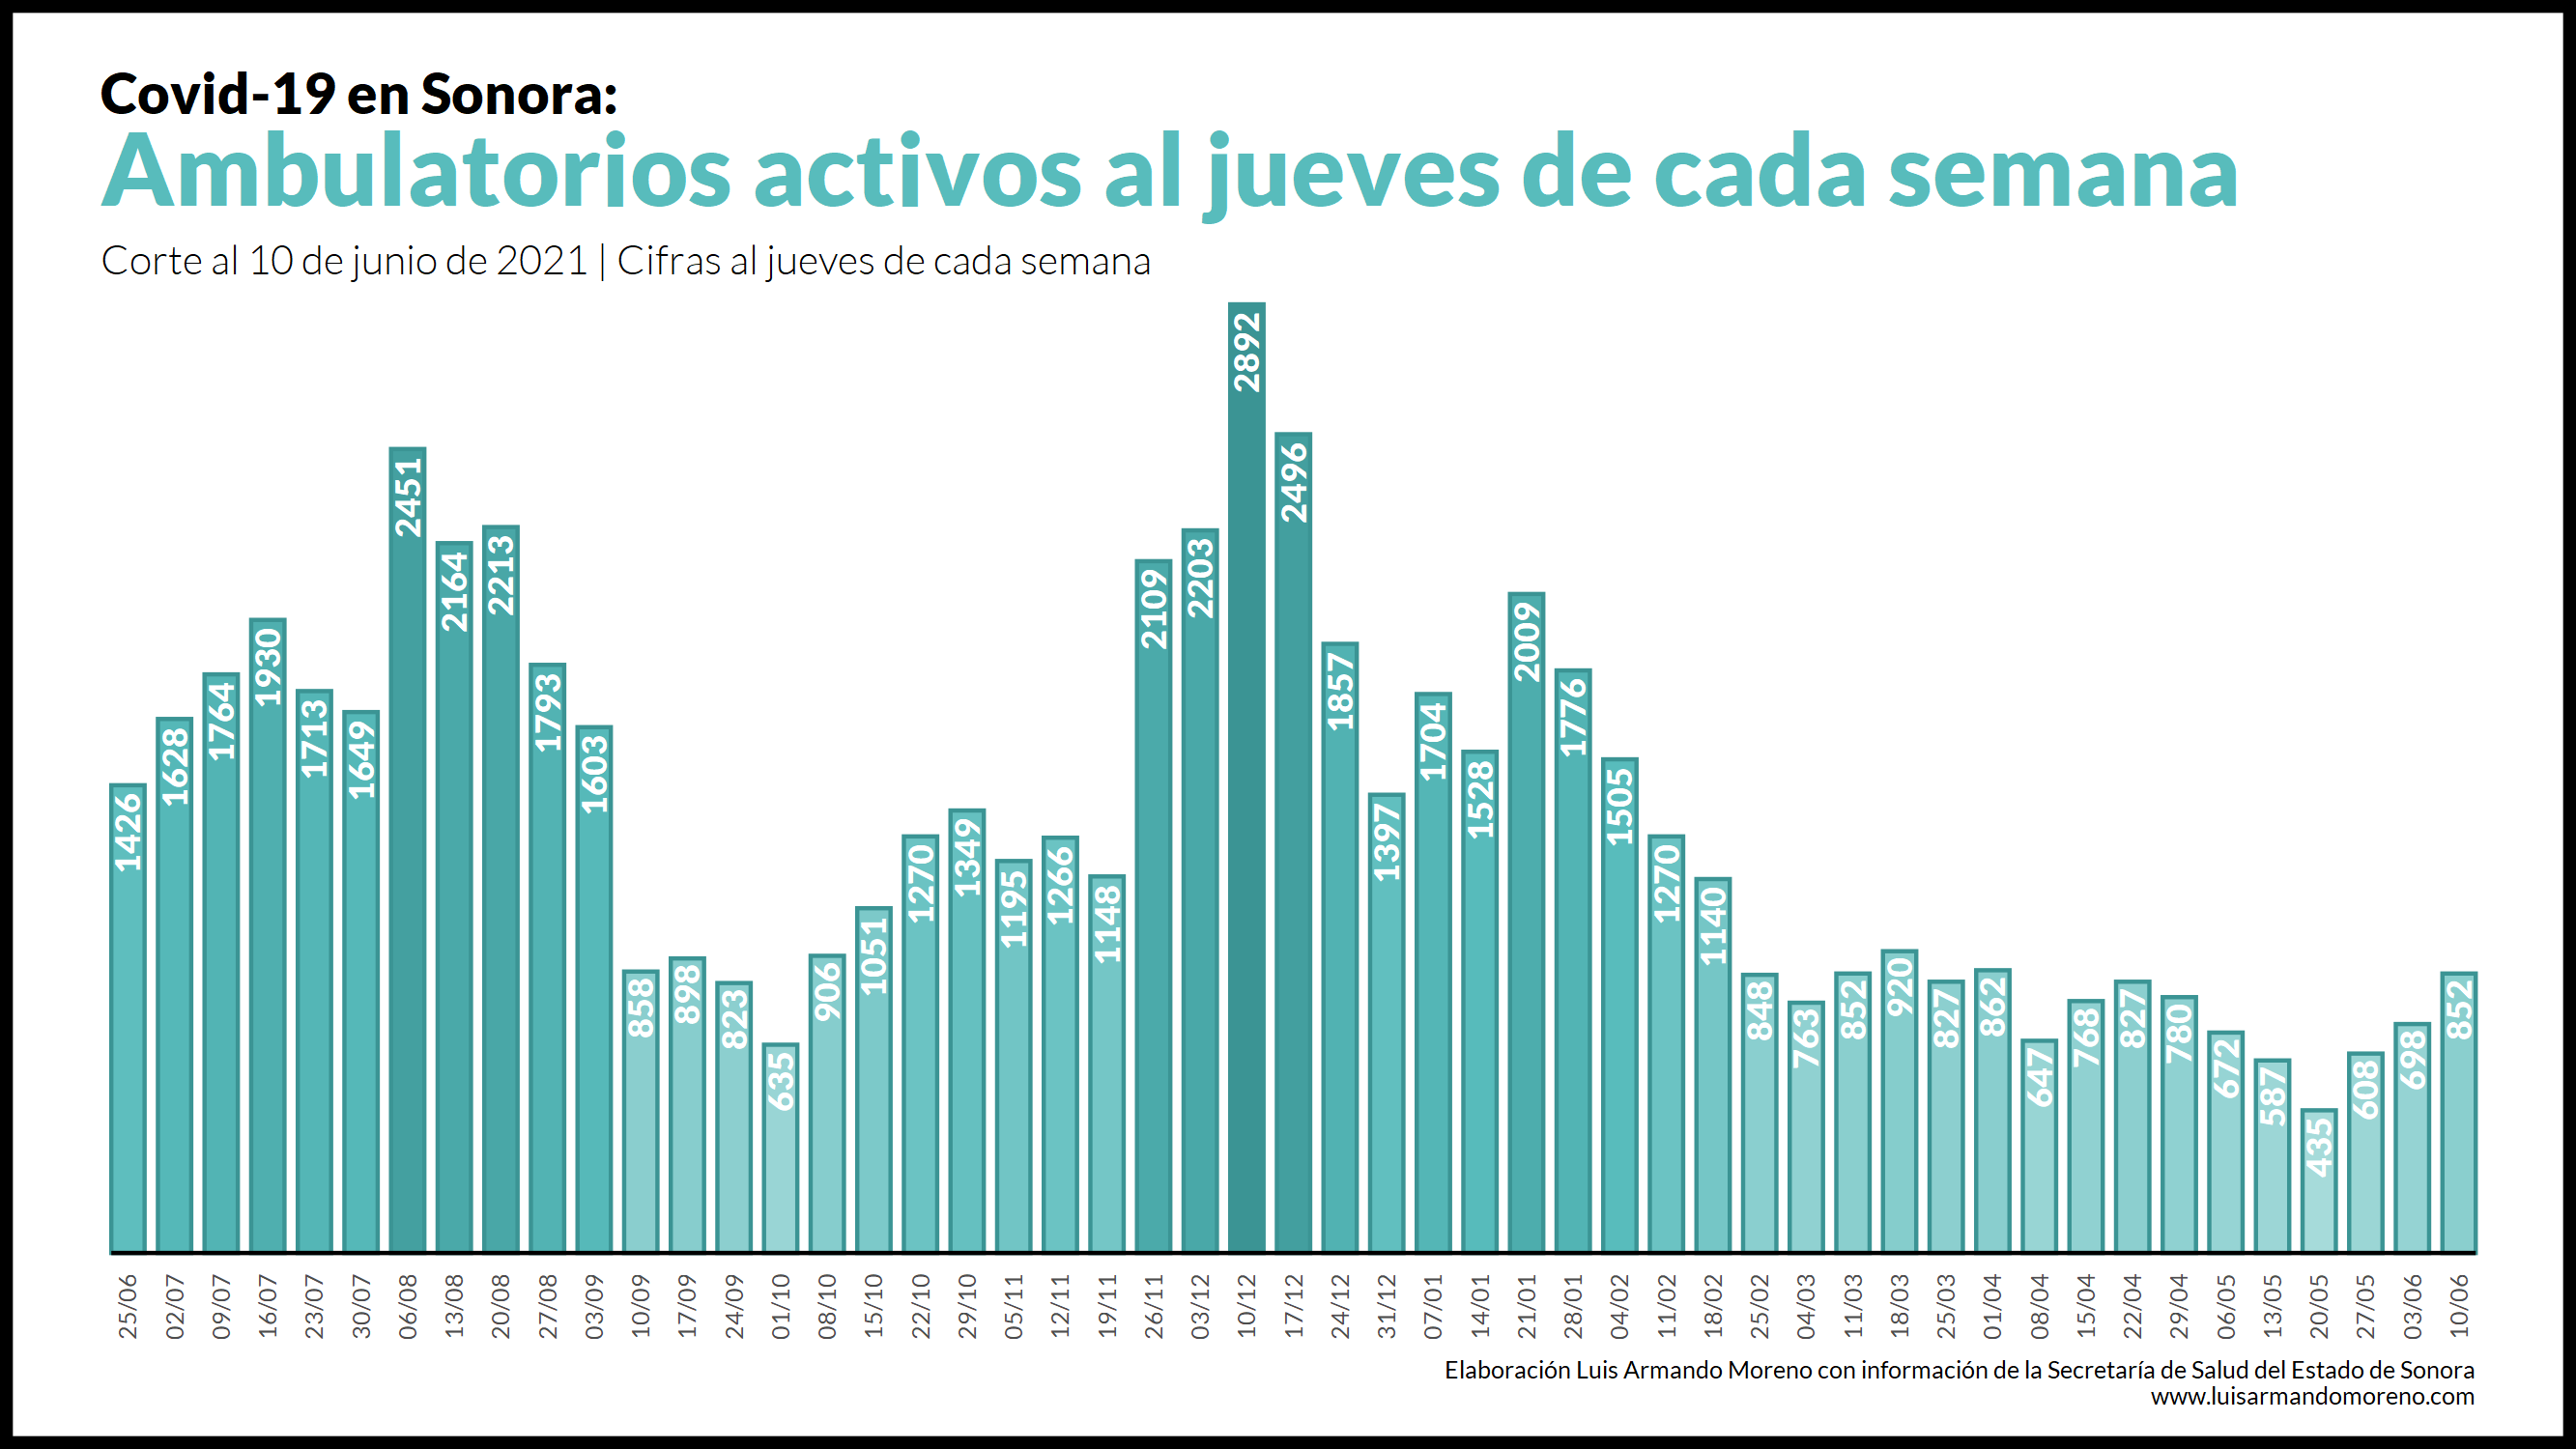 Covid-19 en Sonora:
Ambulatorios activos al jueves de cada semana
Corte al 10 de junio de 2021 | Cifras al jueves de cada semana
1426 1628 1764 1930 1713 1649 2451 2164 2213 1793 1603 858 898 823 635 906 1051 1270 1349 1195 1266 1148 2109 2203 2892 2496 1857 1397 1704 1528 2009 1776 1505 1270 1140 848 763 852 920 827 862 647 768 827 780 672 587 435 608 698 852
25/06 02/07 09/07 16/07 23/07 30/07 06/08 13/08 20/08 27/08 03/09 10/09 17/09 24/09 01/10 08/10 15/10 22/10 29/10 05/11 12/11 19/11 26/11 03/12 10/12 17/12 24/12 31/12 07/01 14/01 21/01 28/01 04/02 11/02 18/02 25/02 04/03 11/03 18/03 25/03 01/04 08/04 15/04 22/04 29/04 06/05 13/05 20/05 27/05 03/06 10/06
Elaboración Luis Armando Moreno con información de la Secretaría de Salud del Estado de Sonora
www.luisarmandomoreno.com